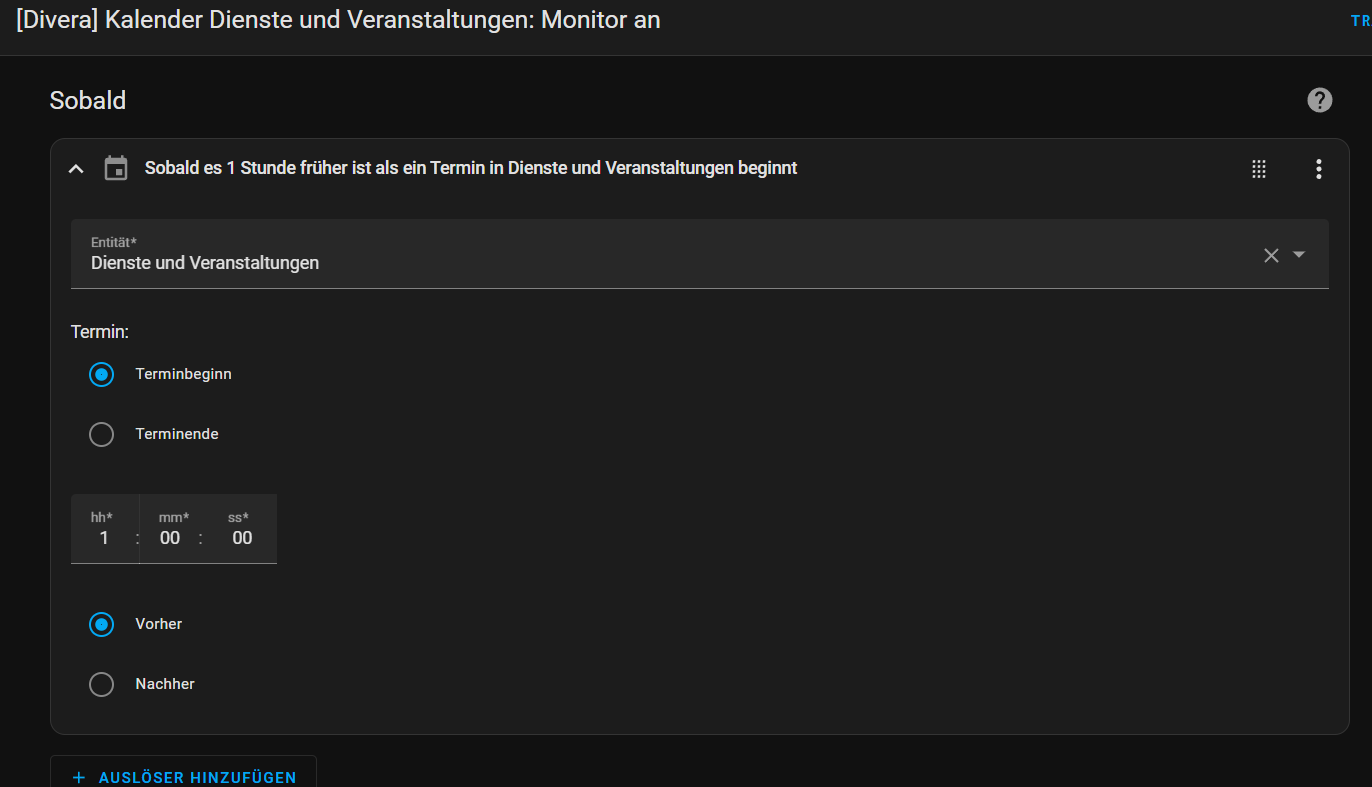 [Divera] Kalender Dienste und Veranstaltungen: Monitor an
TR
Sobald
Sobald es 1 Stunde früher ist als ein Termin in Dienste und Veranstaltungen beginnt
Entität*
Dienste und Veranstaltungen
Termin:
Terminbeginn
Terminende
hh* mm* ss*
1 : 00 : 00
Vorher
Nachher
+ AUSLÖSER HINZUFÜGEN